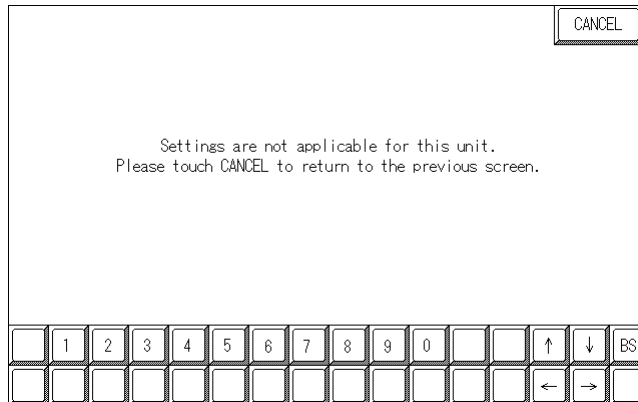 CANCEL
Settings are not applicable for this unit.
Please touch CANCEL to return to the previous screen.
1 2 3 4 5 6 7 8 9 0 ↑ ↓ BS
← →